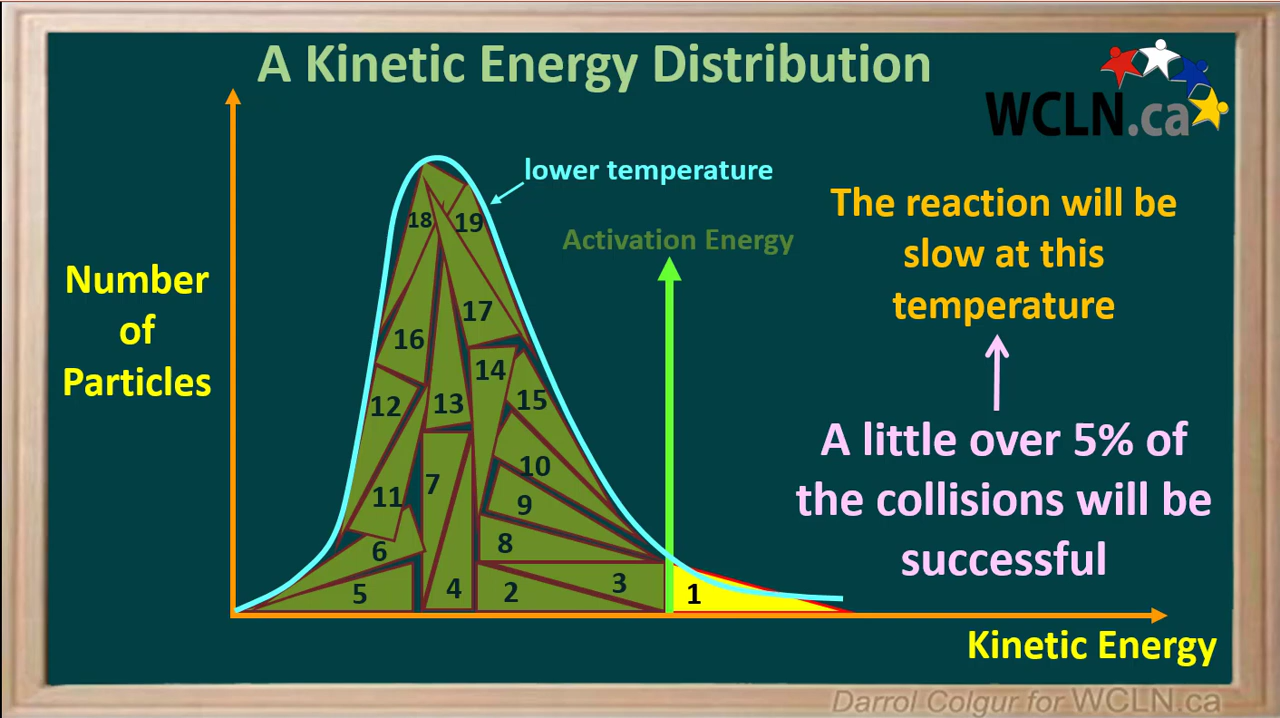 A Kinetic Energy Distribution
WCLN.ca
lower temperature
Activation Energy
The reaction will be
slow at this
temperature
Number
of
Particles
A little over 5% of
the collisions will be
successful
18
19
17
16
14
12
13
15
10
7
11
9
6
8
5
4
2
3
1
Kinetic Energy
Darrol Colgur for WCLN.ca